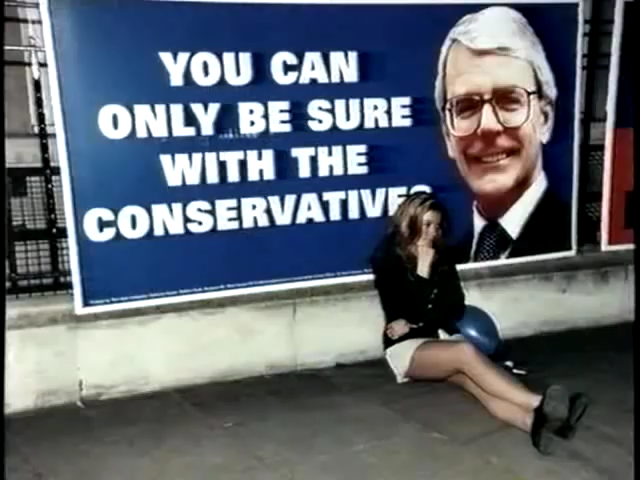 YOU CAN
ONLY BE SURE
WITH THE
CONSERVATIVES